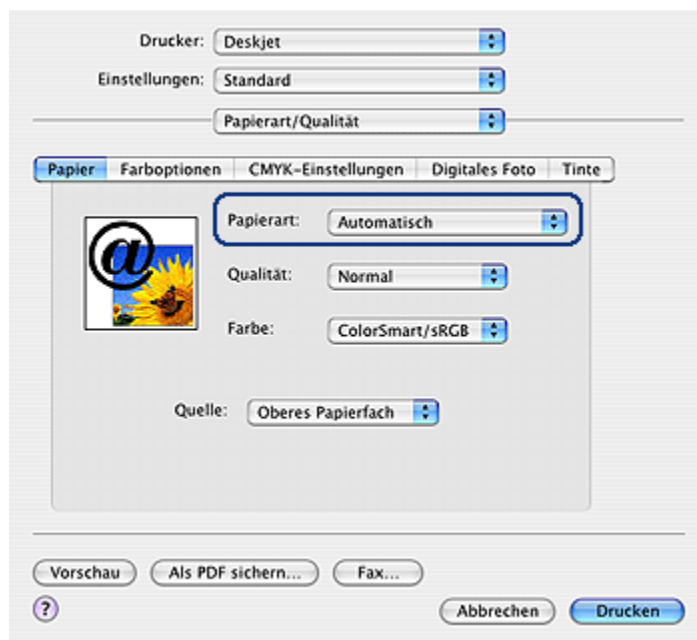 Drucker: Deskjet
Einstellungen: Standard
Papierart/Qualität
Papier Farboptionen CMYK-Einstellungen Digitales Foto Tinte
Papierart: Automatisch
@
Qualität: Normal
Farbe: ColorSmart/sRGB
Quelle: Oberes Papierfach
Vorschau Als PDF sichern... Fax...
? Abbrechen Drucken